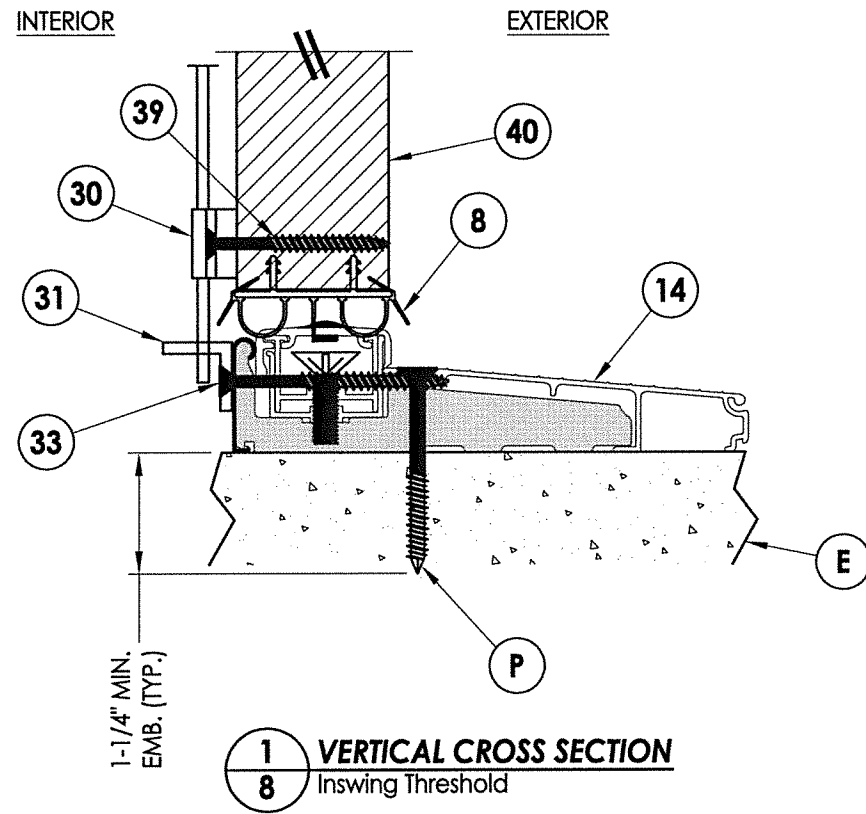 INTERIOR
EXTERIOR
39
40
30
8
31
14
33
E
P
1-1/4" MIN.
EMB. (TYP.)
1
8
VERTICAL CROSS SECTION
Inswing Threshold